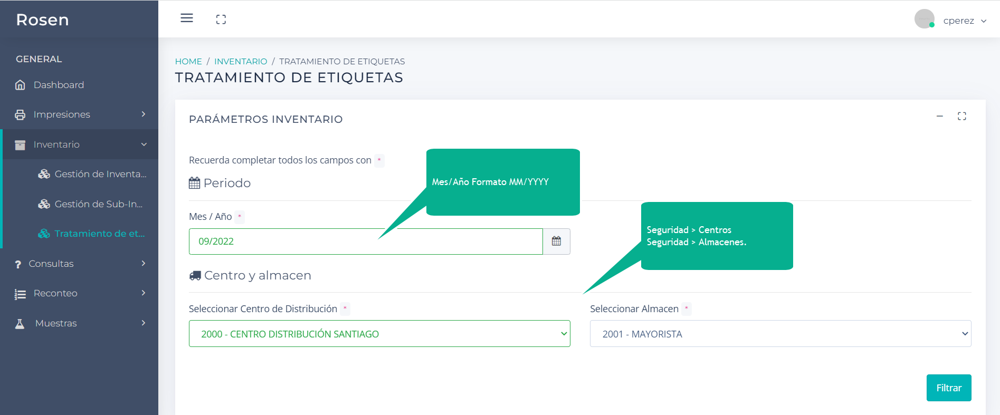 Rosen
cperez
GENERAL
Dashboard
Impresiones
Inventario
Gestión de Inventa...
Gestión de Sub-In...
Tratamiento de et...
Consultas
Reconteo
Muestras
HOME / INVENTARIO / TRATAMIENTO DE ETIQUETAS
TRATAMIENTO DE ETIQUETAS
PARÁMETROS INVENTARIO
Recuerda completar todos los campos con *
Periodo
Mes/Año Formato MM/YYYY
Mes / Año *
09/2022
Seguridad > Centros
Seguridad > Almacenes.
Centro y almacen
Seleccionar Centro de Distribución *
2000 - CENTRO DISTRIBUCIÓN SANTIAGO
Seleccionar Almacen *
2001 - MAYORISTA
Filtrar